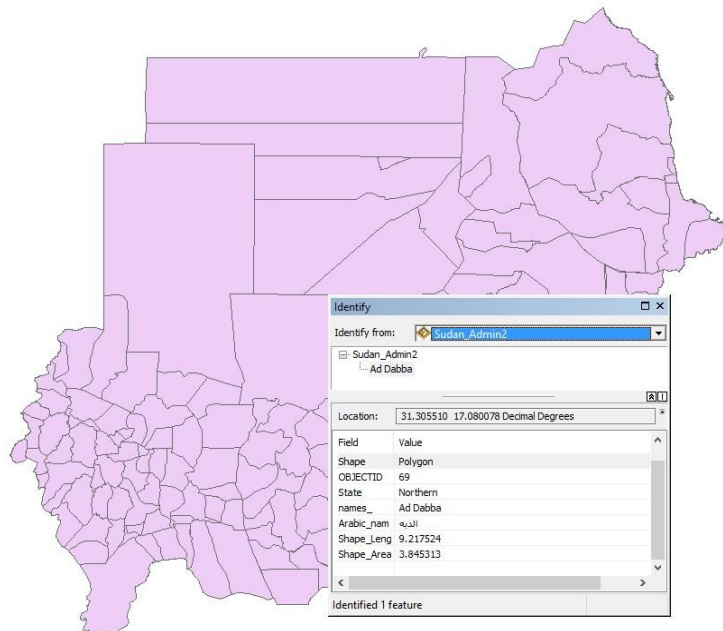 Identify
Identify from: Sudan_Admin2
Sudan_Admin2
Ad Dabba
Location: 31.305510 17.080078 Decimal Degrees
Field Value
Shape Polygon
OBJECTID 69
State Northern
names_ Ad Dabba
Arabic_nam الدبه
Shape_Leng 9.217524
Shape_Area 3.845313
Identified 1 feature